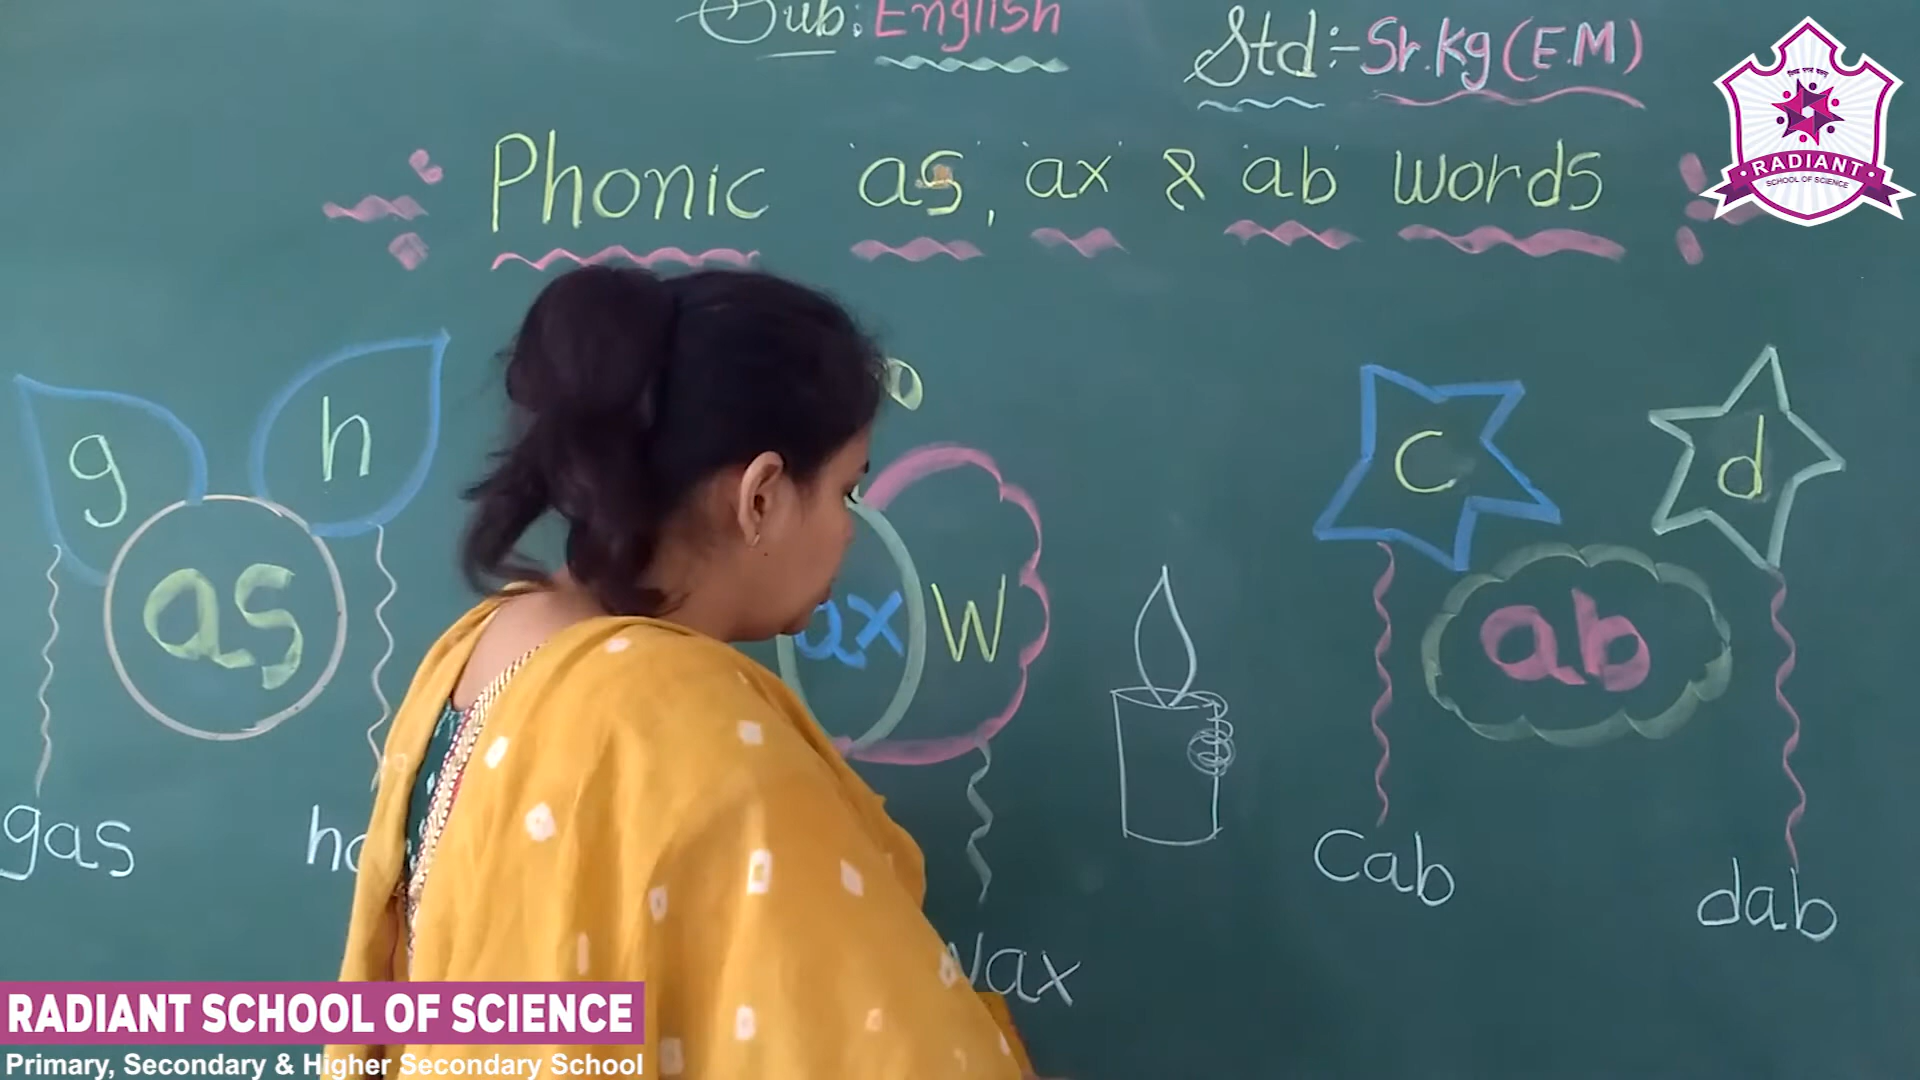 Sub: English
Std :- Sr.Kg (E.M)
Phonic 'as', 'ax' & 'ab' words
RADIANT
SCHOOL OF SCIENCE
g h
c d
as
ax w
ab
gas
cab
dab
wax
RADIANT SCHOOL OF SCIENCE
Primary, Secondary & Higher Secondary School